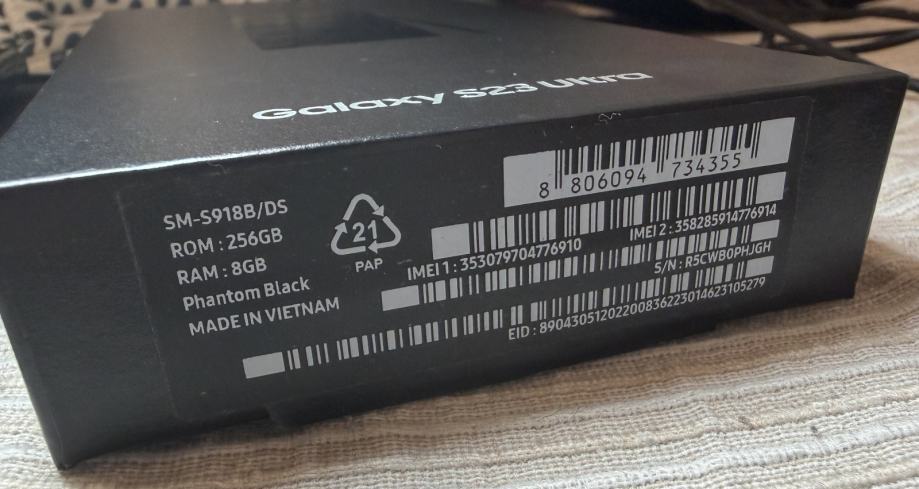 Galaxy S23 Ultra
SM-S918B/DS
ROM : 256GB
RAM : 8GB
Phantom Black
MADE IN VIETNAM
21
PAP
8 806094 734355
IMEI 1 : 353079704776910
IMEI 2 : 358285914776914
S/N : R5CWB0PHJGH
EID : 89043051202200836223014623105279